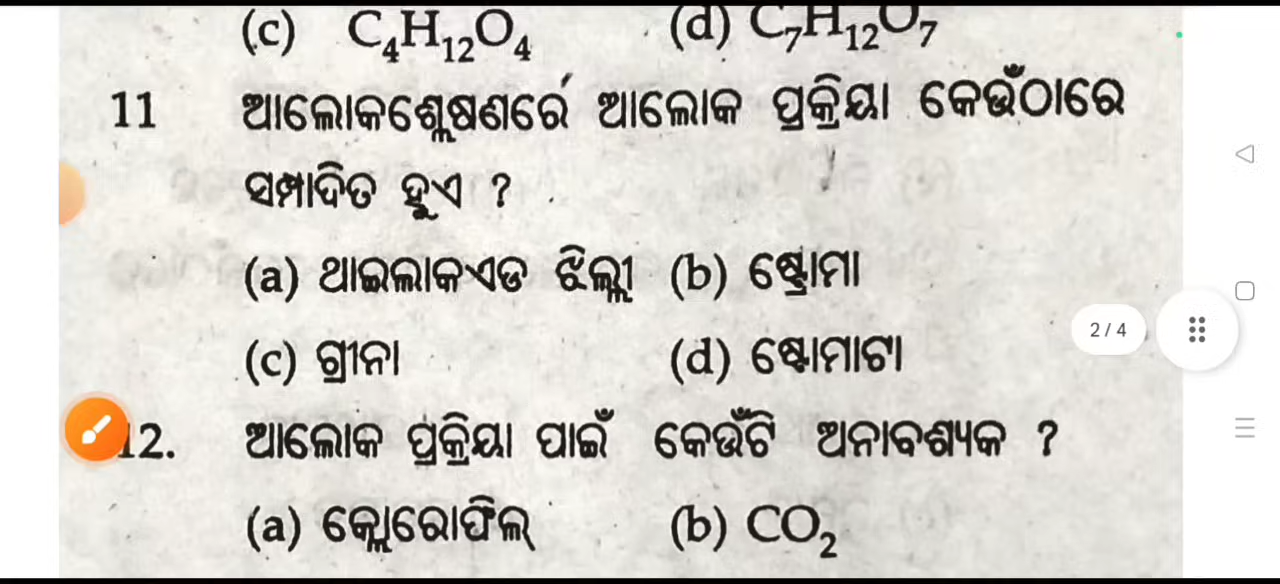 (c) C₄H₁₂O₄ (d) C₇H₁₂O₇
11 ଆଲୋକଶ୍ଳେଷଣରେ ଆଲୋକ ପ୍ରକ୍ରିୟା କେଉଁଠାରେ
ସମ୍ପାଦିତ ହୁଏ ?
(a) ଥାଇଲାକଏଡ ଝିଲ୍ଲୀ (b) ଷ୍ଟ୍ରୋମା
(c) ଗ୍ରୀନା (d) ଷ୍ଟୋମାଟା
2 / 4
12. ଆଲୋକ ପ୍ରକ୍ରିୟା ପାଇଁ କେଉଁଟି ଅନାବଶ୍ୟକ ?
(a) କ୍ଲୋରୋଫିଲ୍ (b) CO₂